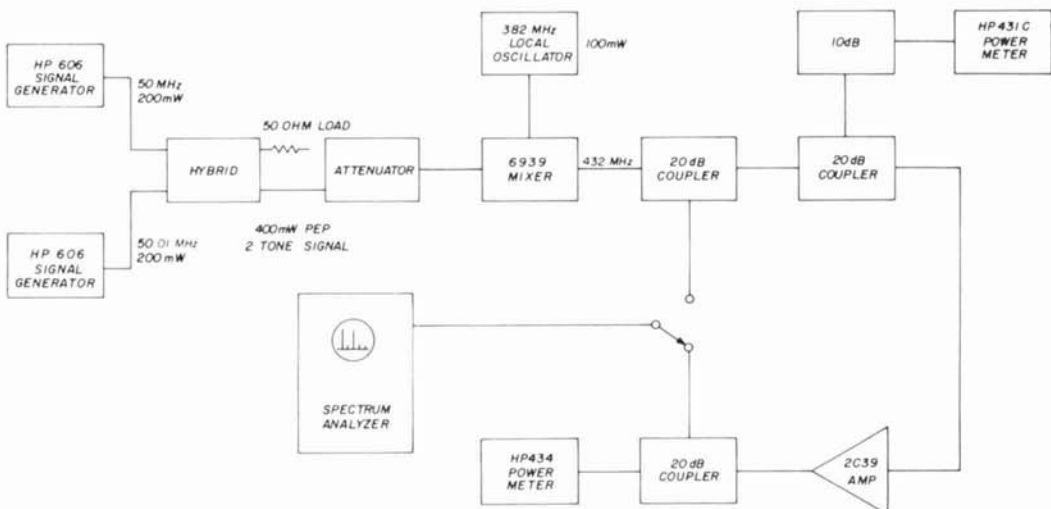 HP 606
SIGNAL
GENERATOR
50 MHz
200mW
50 OHM LOAD
HYBRID
ATTENUATOR
382 MHz
LOCAL
OSCILLATOR
100mW
6939
MIXER
432 MHz
20dB
COUPLER
20dB
COUPLER
10dB
HP431C
POWER
METER
HP 606
SIGNAL
GENERATOR
50.01 MHz
200mW
400mW PEP
2 TONE SIGNAL
SPECTRUM
ANALYZER
HP434
POWER
METER
20dB
COUPLER
2C39
AMP